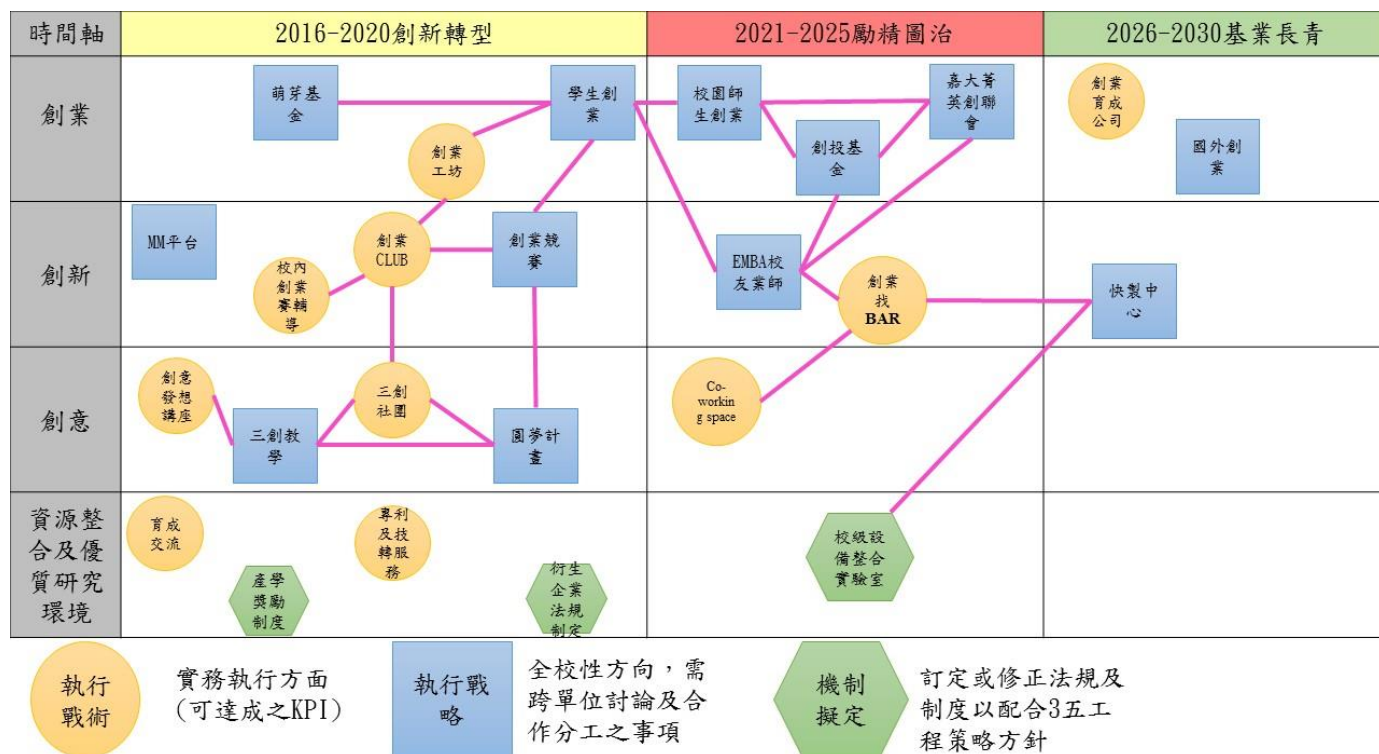 時間軸
2016-2020創新轉型
2021-2025勵精圖治
2026-2030基業長青
創業
萌芽基
金
學生創
業
創業
工坊
校園師
生創業
創投基
金
嘉大菁
英創聯
會
創業
育成
公司
國外創
業
創新
MM平台
校內
創業
賽輔
導
創業
CLUB
創業競
賽
EMBA校
友業師
創業
找
BAR
快製中
心
創意
創意
發想
講座
三創教
學
三創
社團
圓夢計
畫
Co-
workin
g space
資源整
合及優
質研究
環境
育成
交流
產學
獎勵
制度
專利
及技
轉服
務
衍生
企業
法規
制定
校級設
備整合
實驗室
執行
戰術
實務執行方面
(可達成之KPI)
執行戰
略
全校性方向，需
跨單位討論及合
作分工之事項
機制
擬定
訂定或修正法規及
制度以配合3五工
程策略方針